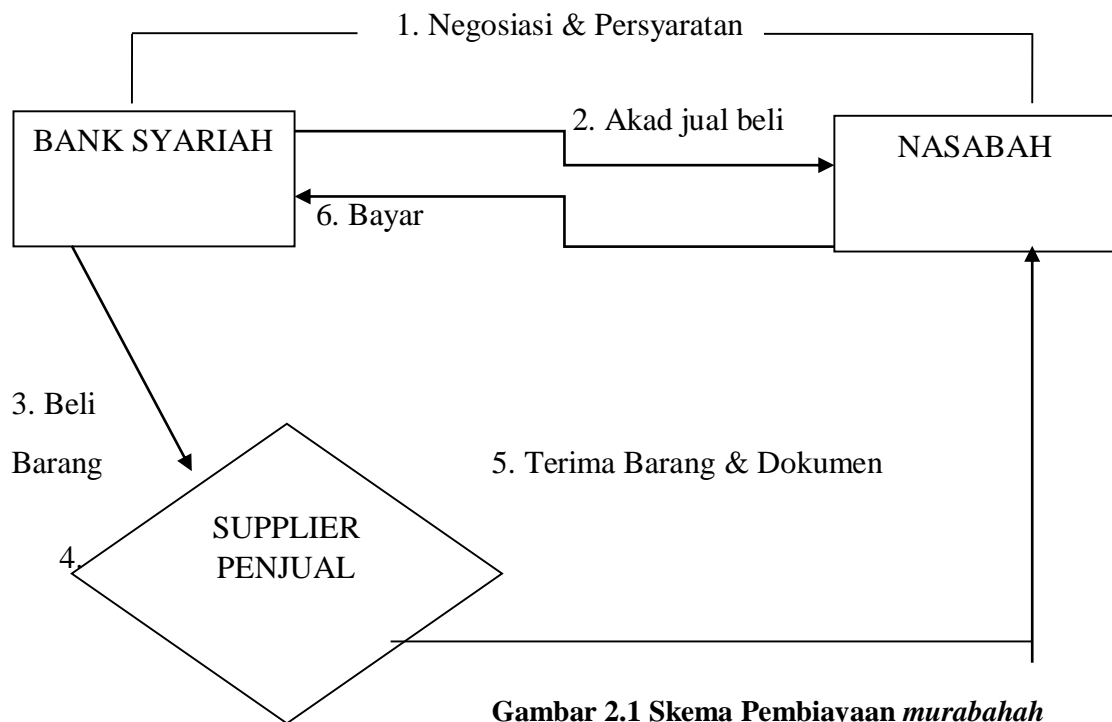 1. Negosiasi & Persyaratan
BANK SYARIAH
2. Akad jual beli
NASABAH
6. Bayar
3. Beli
Barang
5. Terima Barang & Dokumen
SUPPLIER
PENJUAL
4.
Gambar 2.1 Skema Pembiayaan murabahah